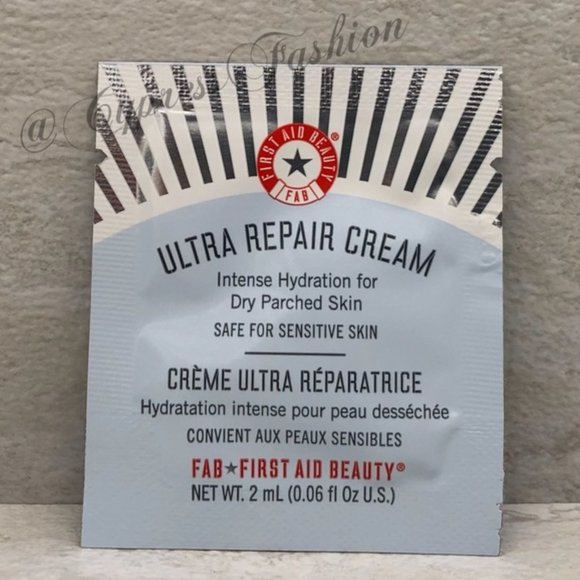 @ Cypress Fashion
FIRST AID BEAUTY®
FAB
ULTRA REPAIR CREAM
Intense Hydration for
Dry Parched Skin
SAFE FOR SENSITIVE SKIN
CRÈME ULTRA RÉPARATRICE
Hydratation intense pour peau desséchée
CONVIENT AUX PEAUX SENSIBLES
FAB★FIRST AID BEAUTY®
NET WT. 2 mL (0.06 fl Oz U.S.)